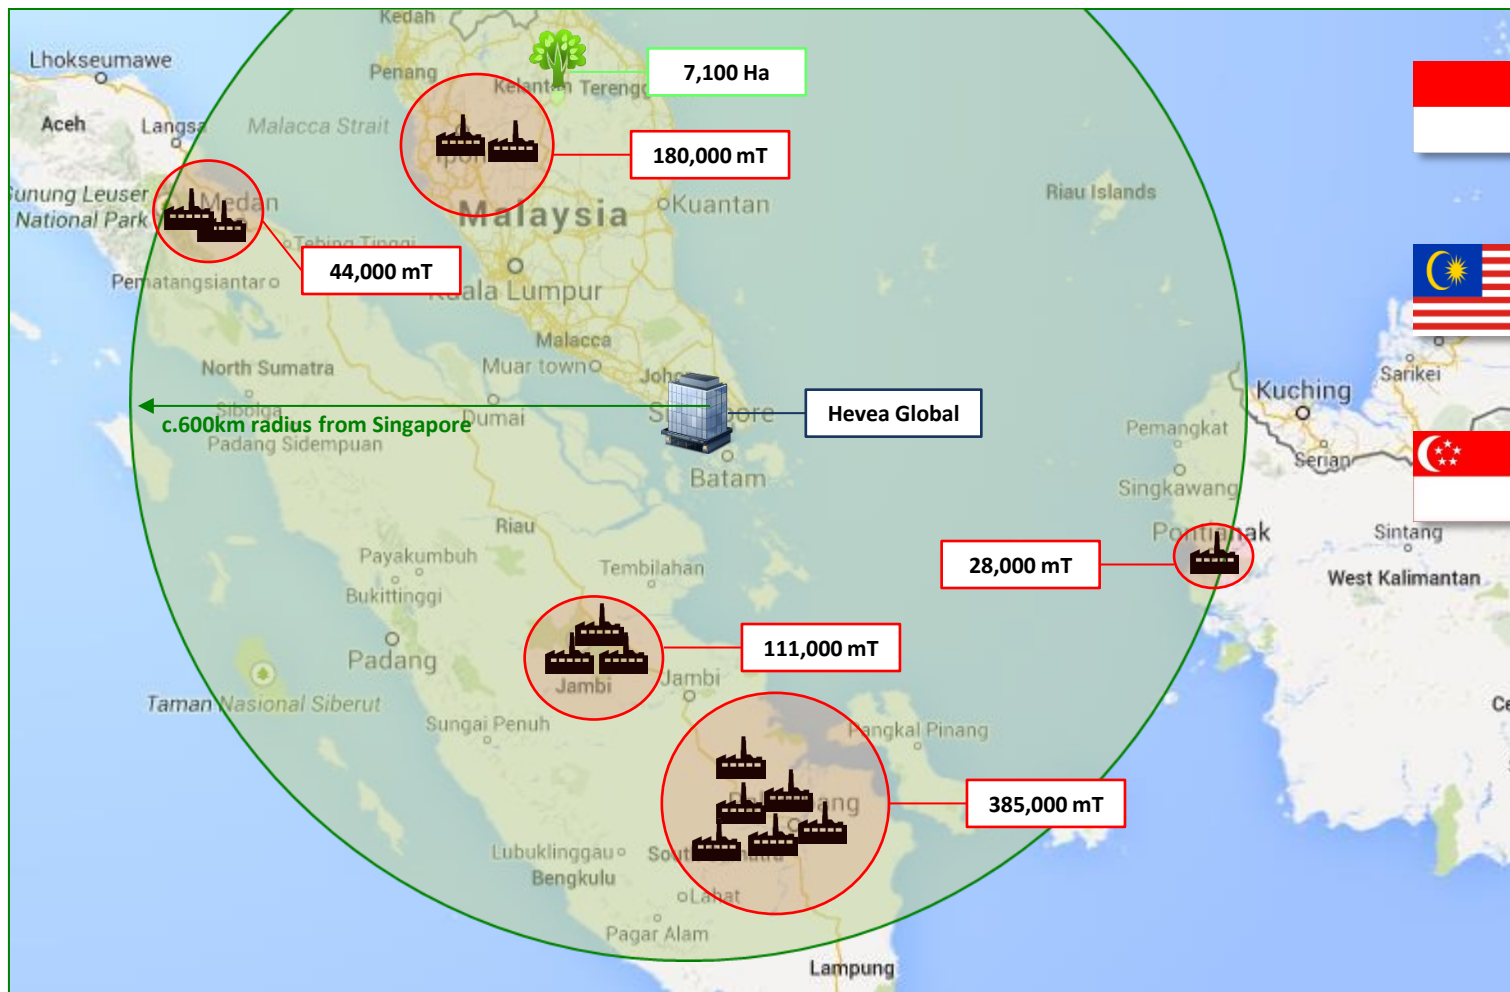 Kedah
Lhokseumawe
Penang
7,100 Ha
Kelantan
Aceh
Langsa
Malacca Strait
180,000 mT
Gunung Leuser
National Park
Medan
Riau Islands
Malaysia
Kuantan
Tebing Tinggi
44,000 mT
Pematangsiantar
Kuala Lumpur
Malacca
North Sumatra
Muar town
Sarikei
Kuching
Sibolga
Dumai
Singapore
Hevea Global
c.600km radius from Singapore
Padang Sidempuan
Pemangkat
Serian
Batam
Singkawang
Riau
Pontianak
Sintang
Payakumbuh
Tembilahan
28,000 mT
West Kalimantan
Bukittinggi
Padang
111,000 mT
Jambi
Jambi
Taman Nasional Siberut
Sungai Penuh
Pangkal Pinang
385,000 mT
Lubuklinggau
Bengkulu
Lahat
Pagar Alam
Lampung